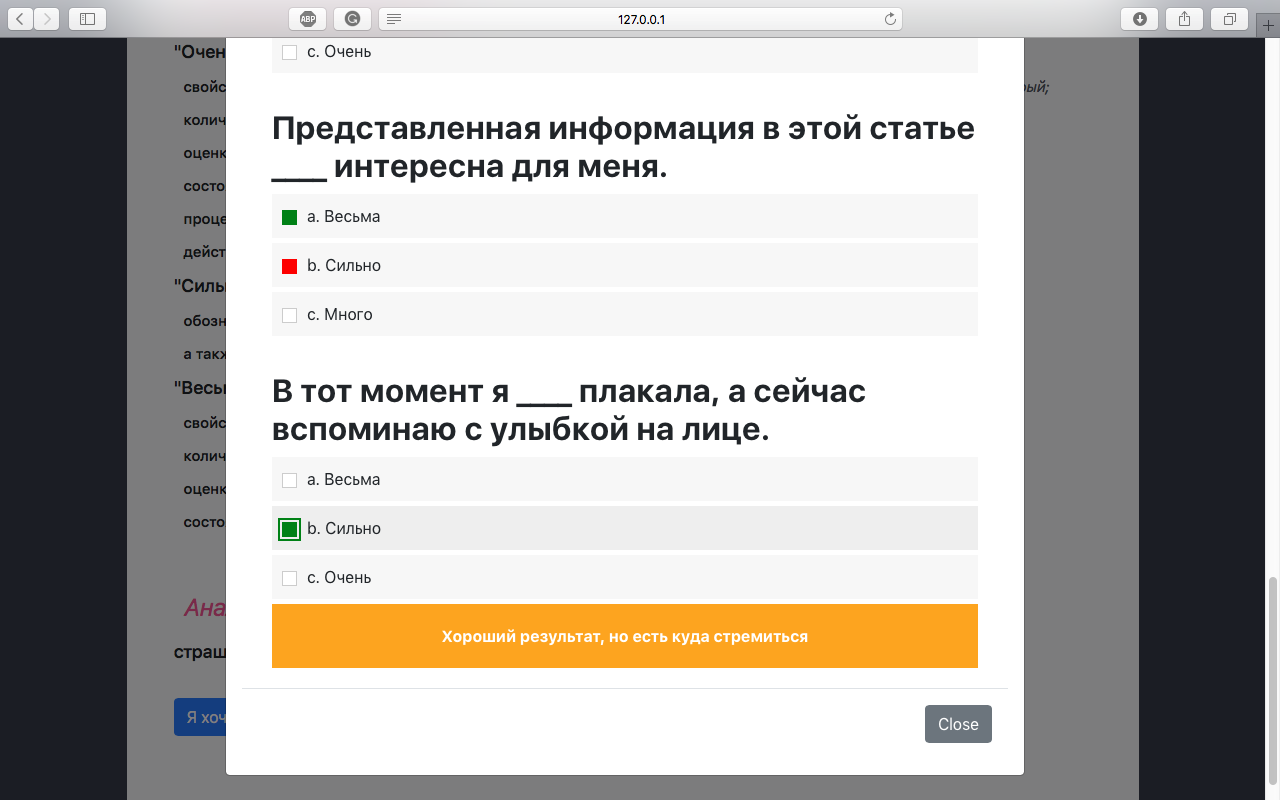 127.0.0.1
ABP
"Очен
c. Очень
свойс
рый;
колич
Представленная информация в этой статье
____ интересна для меня.
оценк
состо
проце
дейст
a. Весьма
b. Сильно
c. Много
"Силь
обозн
а такж
"Весь
В тот момент я ____ плакала, а сейчас
вспоминаю с улыбкой на лице.
свойс
колич
оценк
состо
a. Весьма
b. Сильно
c. Очень
Ана
Хороший результат, но есть куда стремиться
страш
Я хоч
Close